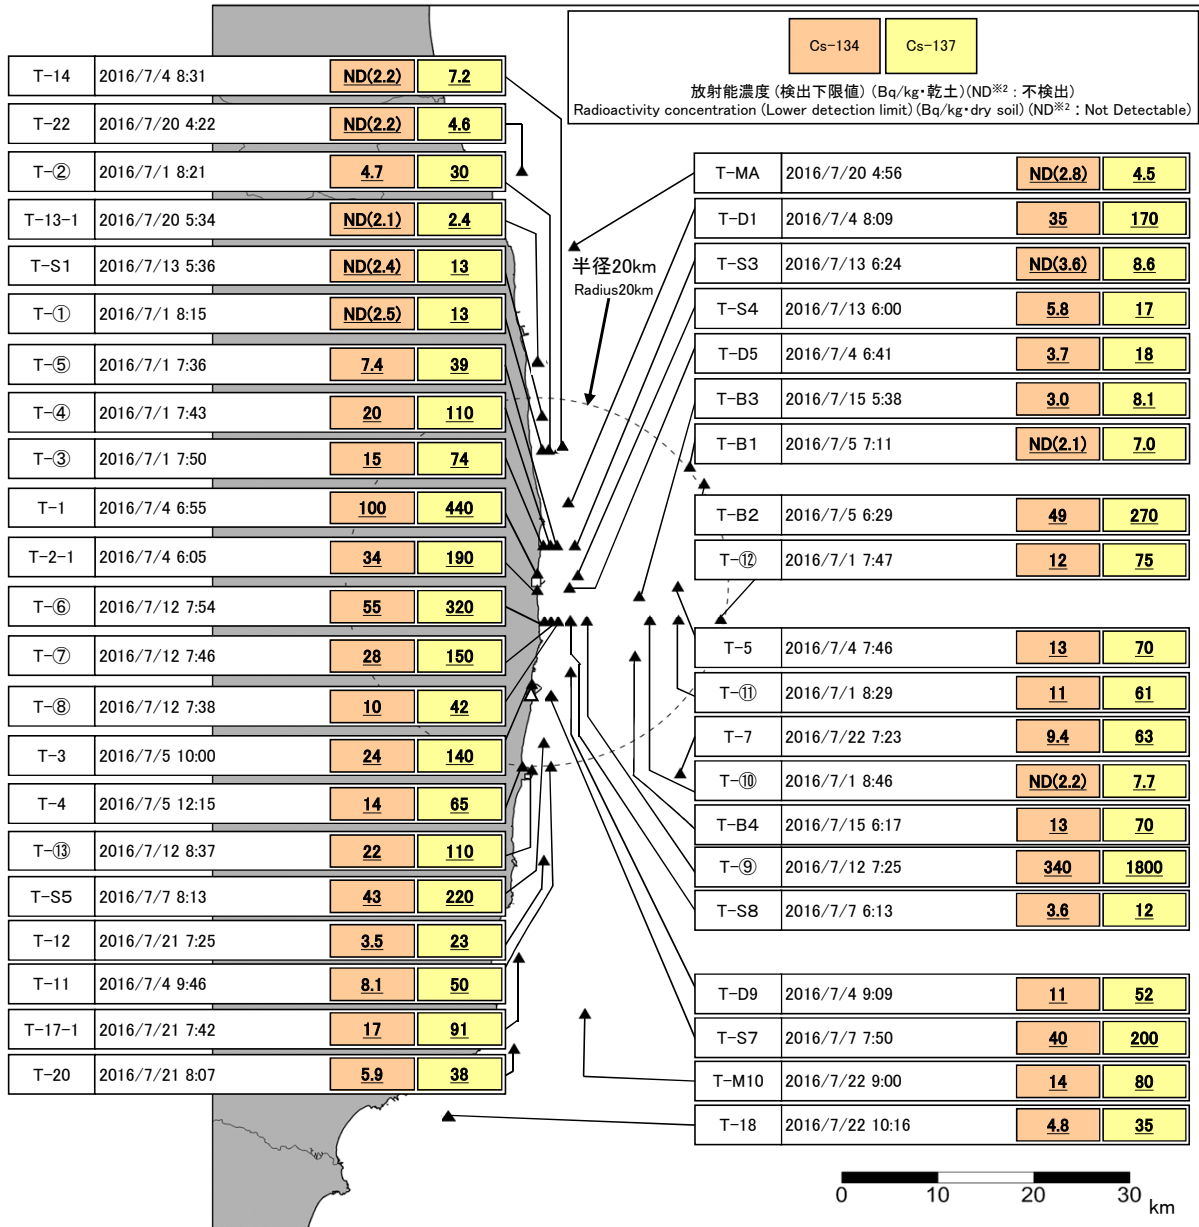 Cs-134 Cs-137
放射能濃度 (検出下限値) (Bq/kg・乾土)(ND※2 : 不検出)
Radioactivity concentration (Lower detection limit) (Bq/kg・dry soil) (ND※2 : Not Detectable)
T-14 2016/7/4 8:31 ND(2.2) 7.2
T-22 2016/7/20 4:22 ND(2.2) 4.6
T-② 2016/7/1 8:21 4.7 30
T-13-1 2016/7/20 5:34 ND(2.1) 2.4
T-S1 2016/7/13 5:36 ND(2.4) 13
T-① 2016/7/1 8:15 ND(2.5) 13
T-⑤ 2016/7/1 7:36 7.4 39
T-④ 2016/7/1 7:43 20 110
T-③ 2016/7/1 7:50 15 74
T-1 2016/7/4 6:55 100 440
T-2-1 2016/7/4 6:05 34 190
T-⑥ 2016/7/12 7:54 55 320
T-⑦ 2016/7/12 7:46 28 150
T-⑧ 2016/7/12 7:38 10 42
T-3 2016/7/5 10:00 24 140
T-4 2016/7/5 12:15 14 65
T-⑬ 2016/7/12 8:37 22 110
T-S5 2016/7/7 8:13 43 220
T-12 2016/7/21 7:25 3.5 23
T-11 2016/7/4 9:46 8.1 50
T-17-1 2016/7/21 7:42 17 91
T-20 2016/7/21 8:07 5.9 38
半径20km
Radius20km
T-MA 2016/7/20 4:56 ND(2.8) 4.5
T-D1 2016/7/4 8:09 35 170
T-S3 2016/7/13 6:24 ND(3.6) 8.6
T-S4 2016/7/13 6:00 5.8 17
T-D5 2016/7/4 6:41 3.7 18
T-B3 2016/7/15 5:38 3.0 8.1
T-B1 2016/7/5 7:11 ND(2.1) 7.0
T-B2 2016/7/5 6:29 49 270
T-⑫ 2016/7/1 7:47 12 75
T-5 2016/7/4 7:46 13 70
T-⑪ 2016/7/1 8:29 11 61
T-7 2016/7/22 7:23 9.4 63
T-⑩ 2016/7/1 8:46 ND(2.2) 7.7
T-B4 2016/7/15 6:17 13 70
T-⑨ 2016/7/12 7:25 340 1800
T-S8 2016/7/7 6:13 3.6 12
T-D9 2016/7/4 9:09 11 52
T-S7 2016/7/7 7:50 40 200
T-M10 2016/7/22 9:00 14 80
T-18 2016/7/22 10:16 4.8 35
0 10 20 30 km